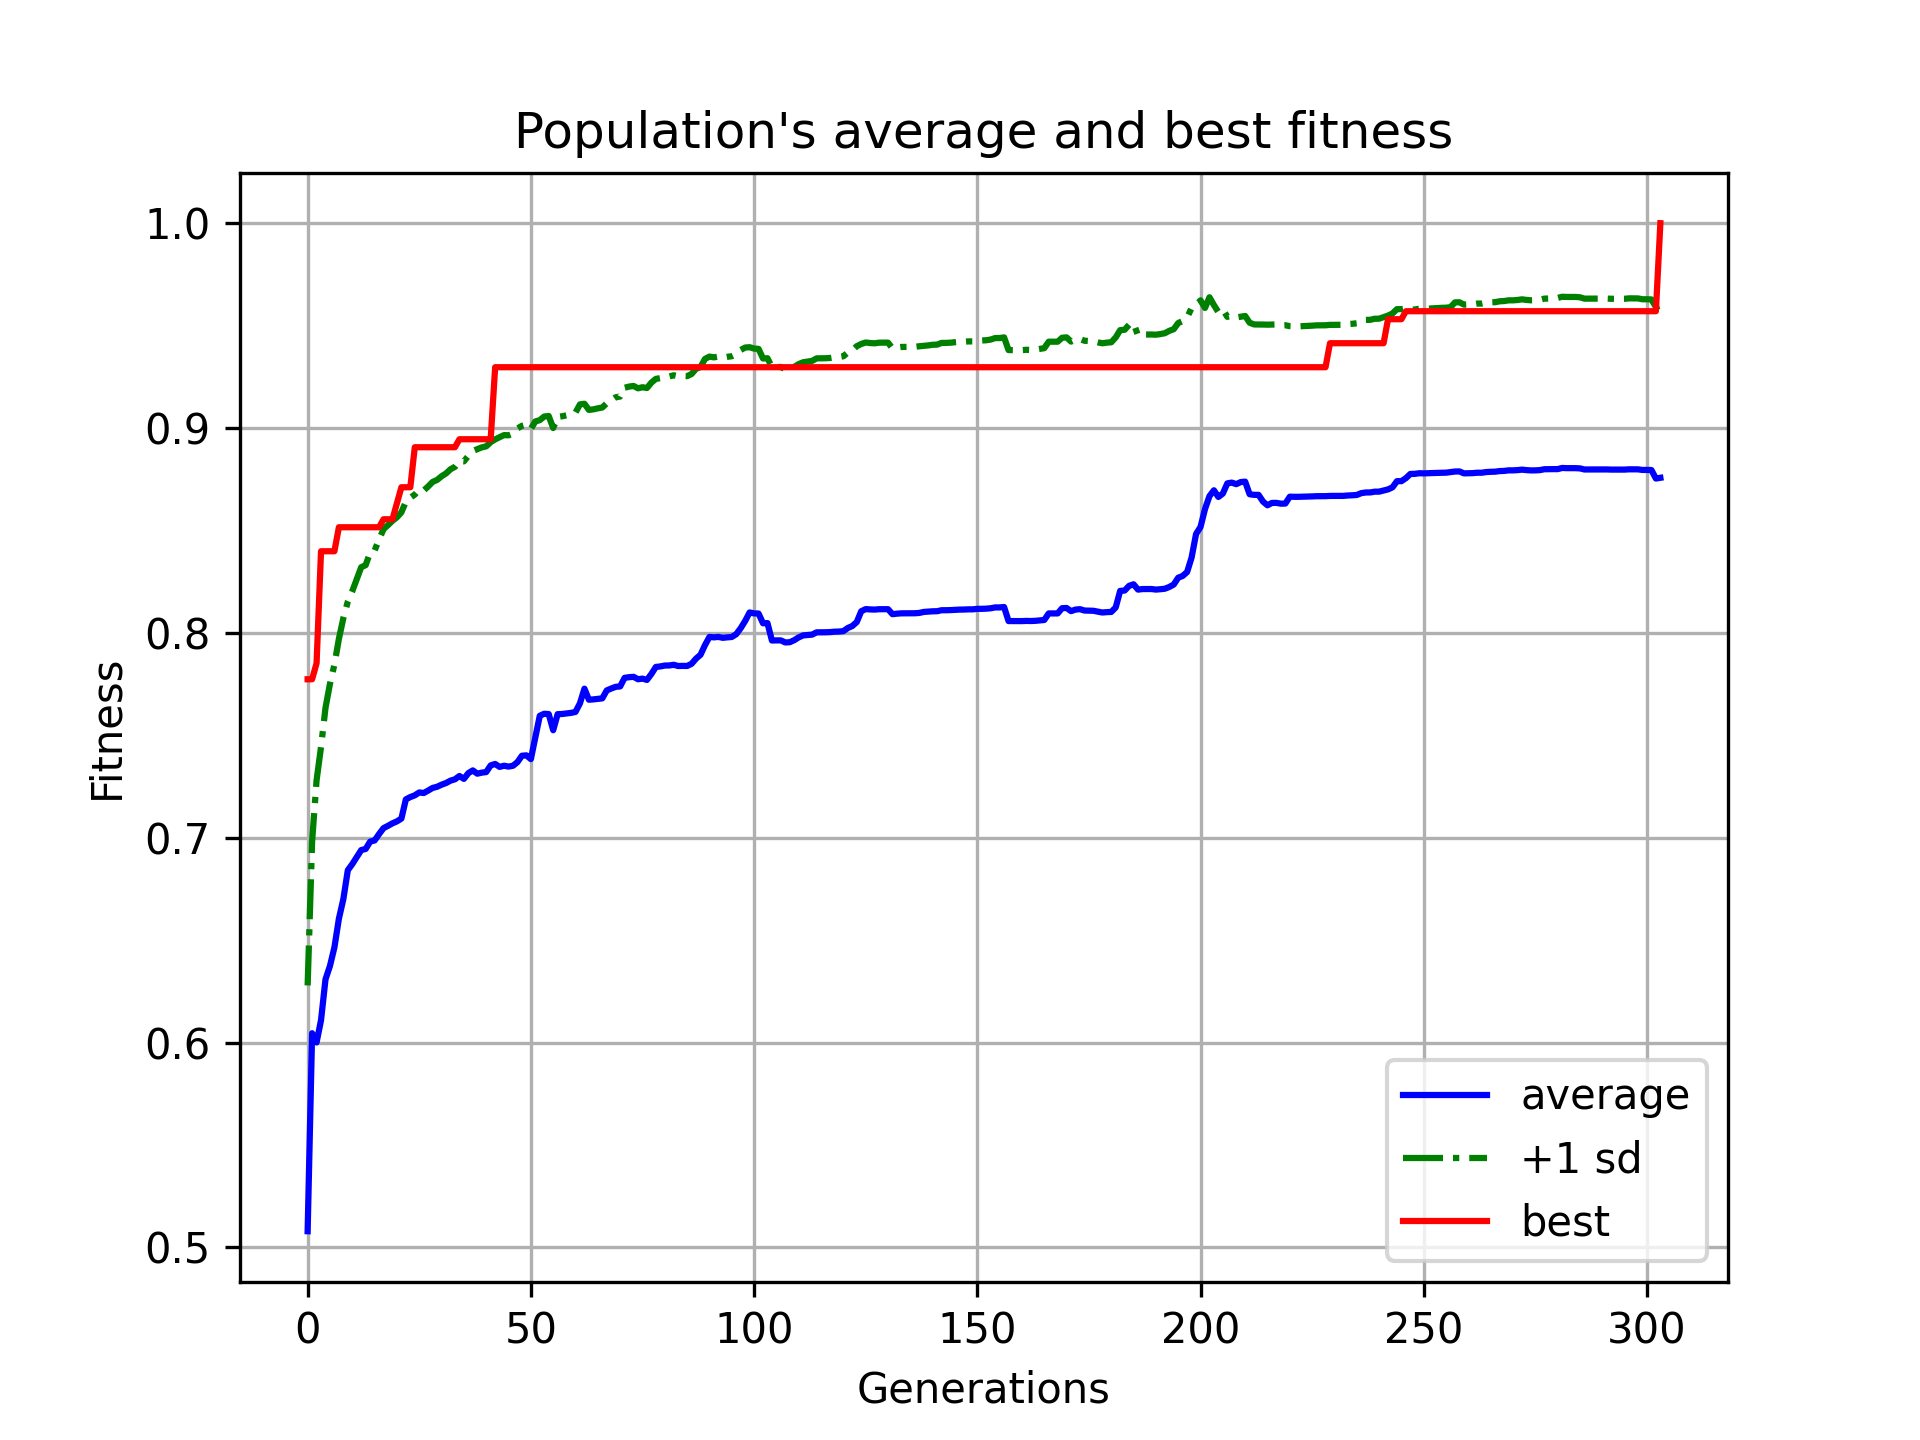 Population's average and best fitness
1.0
0.9
0.8
0.7
0.6
0.5
Fitness
0 50 100 150 200 250 300
Generations
average
+1 sd
best